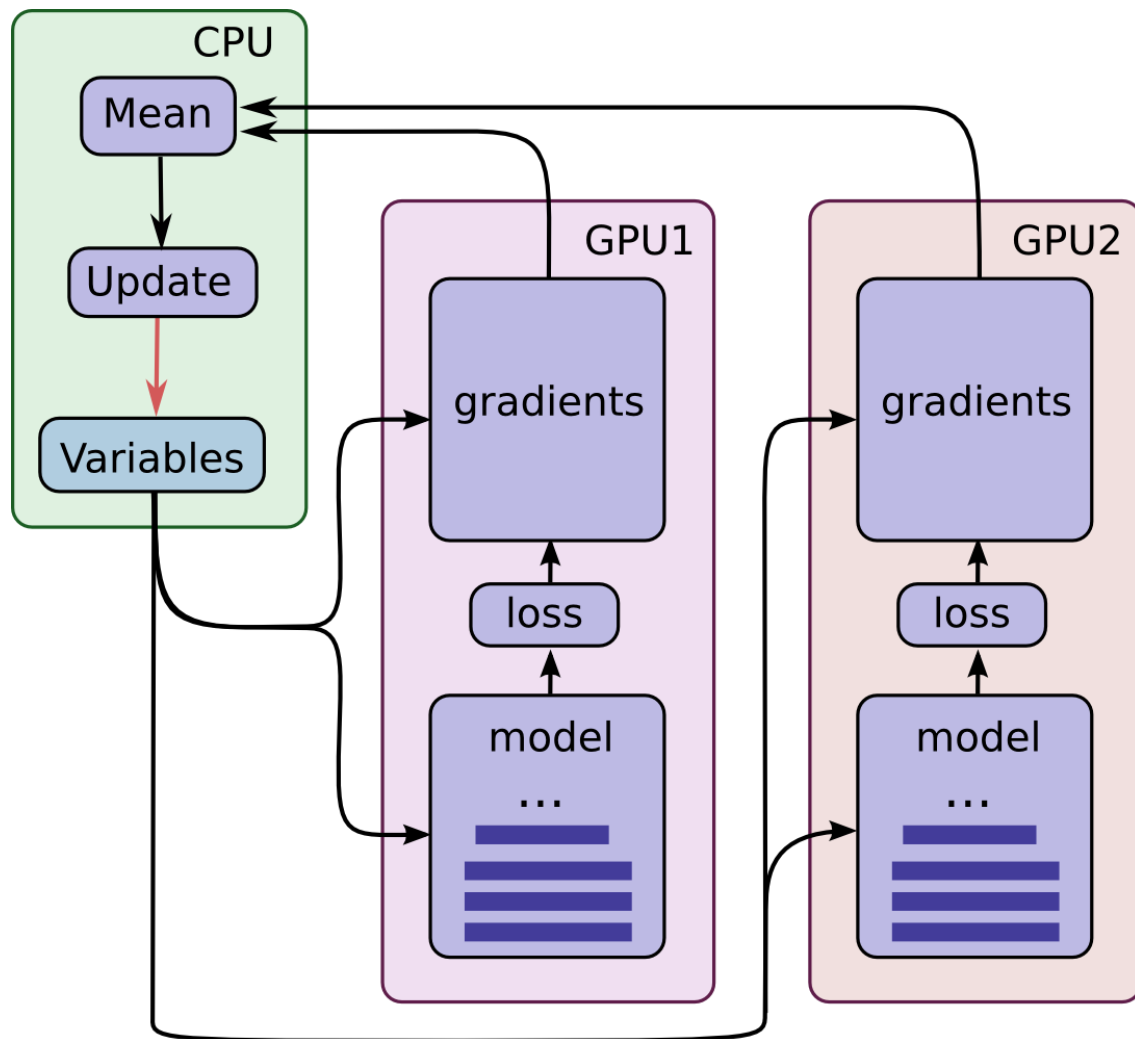 CPU
Mean
Update
Variables
GPU1
gradients
loss
model
...
GPU2
gradients
loss
model
...